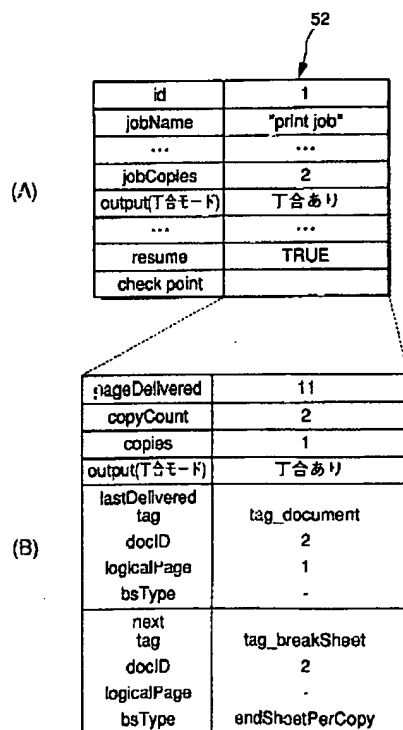 52
id 1
jobName "print job"
... ...
jobCopies 2
(A)
output(丁合モード) 丁合あり
... ...
resume TRUE
check point
pageDelivered 11
copyCount 2
copies 1
output(丁合モード) 丁合あり
lastDelivered
tag tag_document
(B)
docID 2
logicalPage 1
bsType -
next
tag tag_breakSheet
docID 2
logicalPage -
bsType endSheetPerCopy